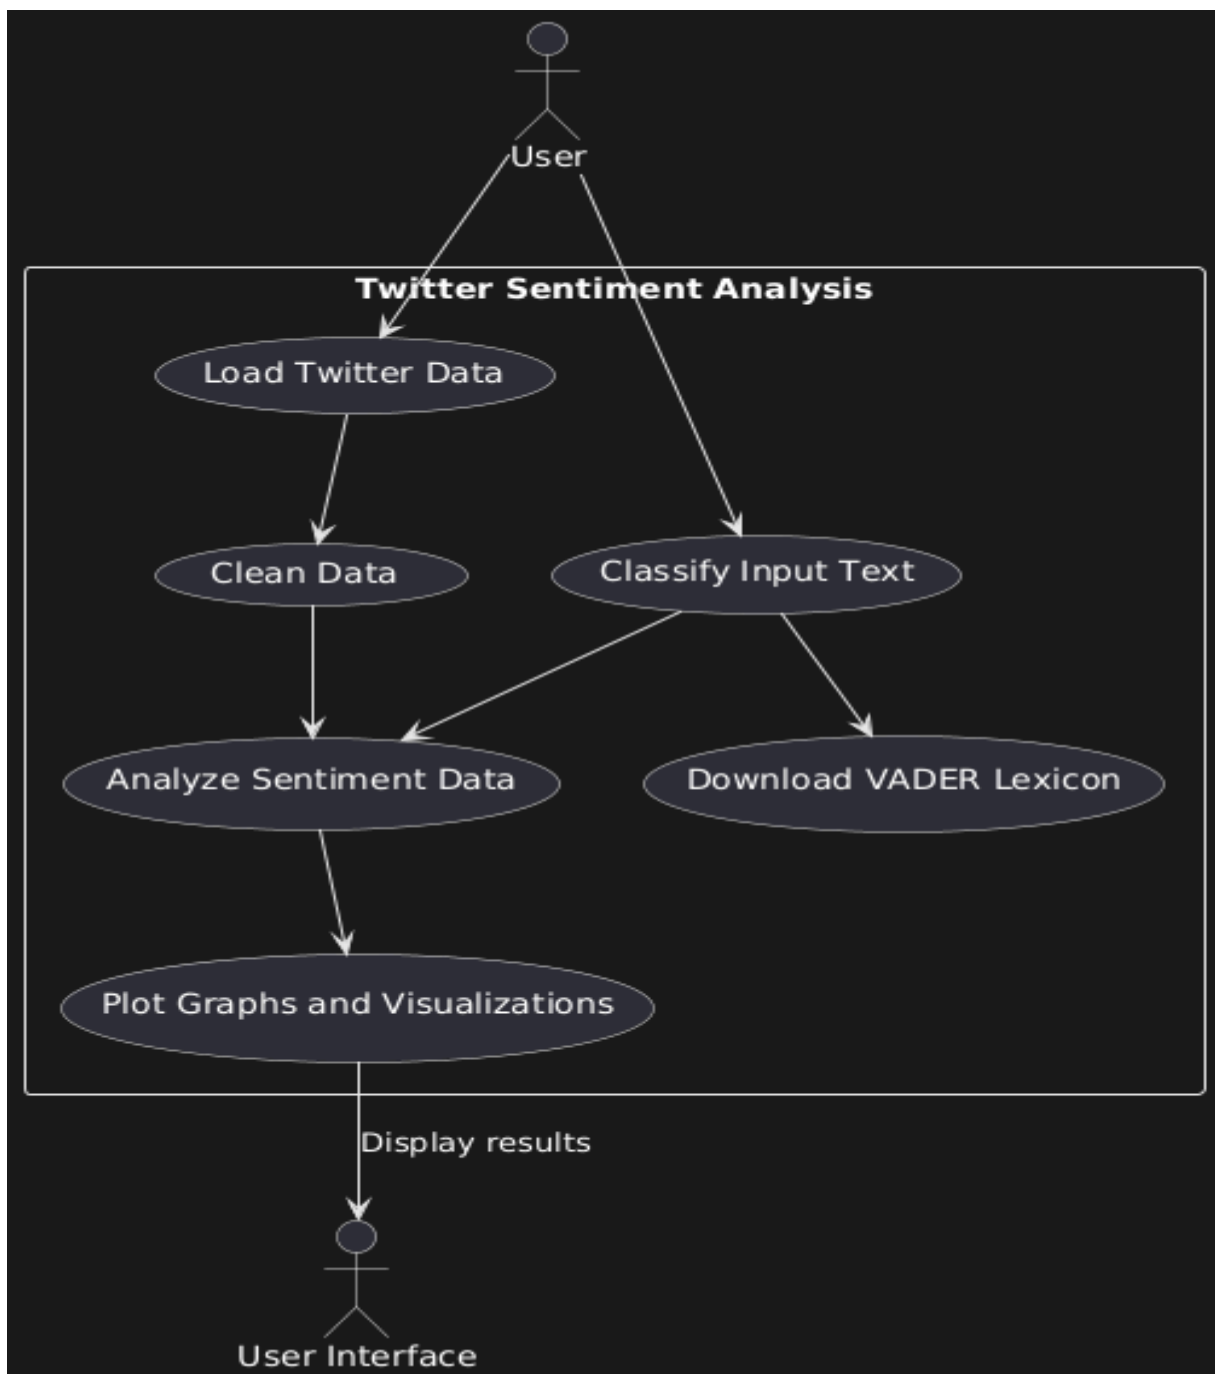 User
Twitter Sentiment Analysis
Load Twitter Data
Clean Data
Classify Input Text
Analyze Sentiment Data
Download VADER Lexicon
Plot Graphs and Visualizations
Display results
User Interface